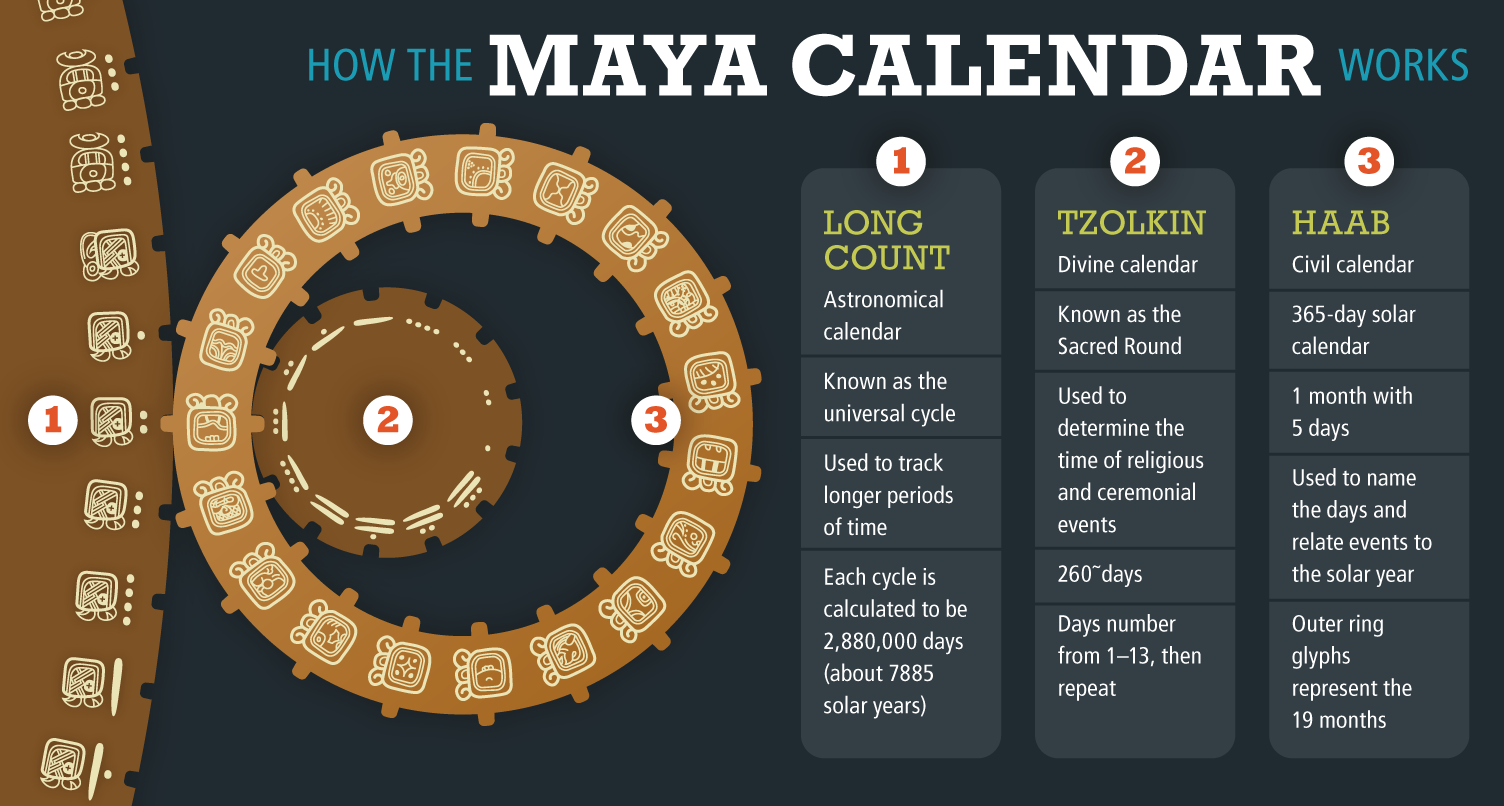 HOW THE MAYA CALENDAR WORKS
1
2
3
1
LONG
COUNT
Astronomical
calendar
Known as the
universal cycle
Used to track
longer periods
of time
Each cycle is
calculated to be
2,880,000 days
(about 7885
solar years)
2
TZOLKIN
Divine calendar
Known as the
Sacred Round
Used to
determine the
time of religious
and ceremonial
events
260~days
Days number
from 1–13, then
repeat
3
HAAB
Civil calendar
365-day solar
calendar
1 month with
5 days
Used to name
the days and
relate events to
the solar year
Outer ring
glyphs
represent the
19 months